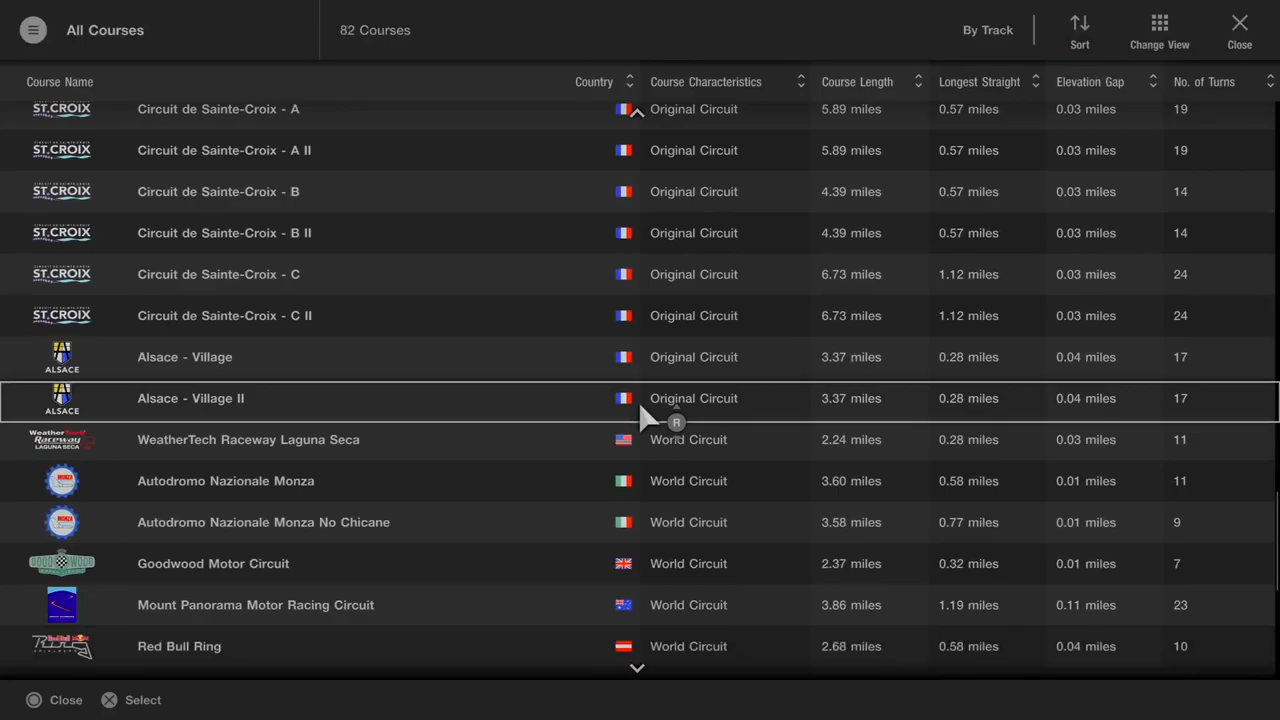 All Courses 82 Courses By Track Sort Change View Close
Course Name Country Course Characteristics Course Length Longest Straight Elevation Gap No. of Turns
ST.CROIX Circuit de Sainte-Croix - A Original Circuit 5.89 miles 0.57 miles 0.03 miles 19
ST.CROIX Circuit de Sainte-Croix - A II Original Circuit 5.89 miles 0.57 miles 0.03 miles 19
ST.CROIX Circuit de Sainte-Croix - B Original Circuit 4.39 miles 0.57 miles 0.03 miles 14
ST.CROIX Circuit de Sainte-Croix - B II Original Circuit 4.39 miles 0.57 miles 0.03 miles 14
ST.CROIX Circuit de Sainte-Croix - C Original Circuit 6.73 miles 1.12 miles 0.03 miles 24
ST.CROIX Circuit de Sainte-Croix - C II Original Circuit 6.73 miles 1.12 miles 0.03 miles 24
ALSACE Alsace - Village Original Circuit 3.37 miles 0.28 miles 0.04 miles 17
ALSACE Alsace - Village II Original Circuit 3.37 miles 0.28 miles 0.04 miles 17
R
WeatherTech Raceway LAGUNA SECA WeatherTech Raceway Laguna Seca World Circuit 2.24 miles 0.28 miles 0.03 miles 11
MONZA Autodromo Nazionale Monza World Circuit 3.60 miles 0.58 miles 0.01 miles 11
MONZA Autodromo Nazionale Monza No Chicane World Circuit 3.58 miles 0.77 miles 0.01 miles 9
GOODWOOD Goodwood Motor Circuit World Circuit 2.37 miles 0.32 miles 0.01 miles 7
Mount Panorama Motor Racing Circuit World Circuit 3.86 miles 1.19 miles 0.11 miles 23
Red Bull Ring World Circuit 2.68 miles 0.58 miles 0.04 miles 10
Close Select